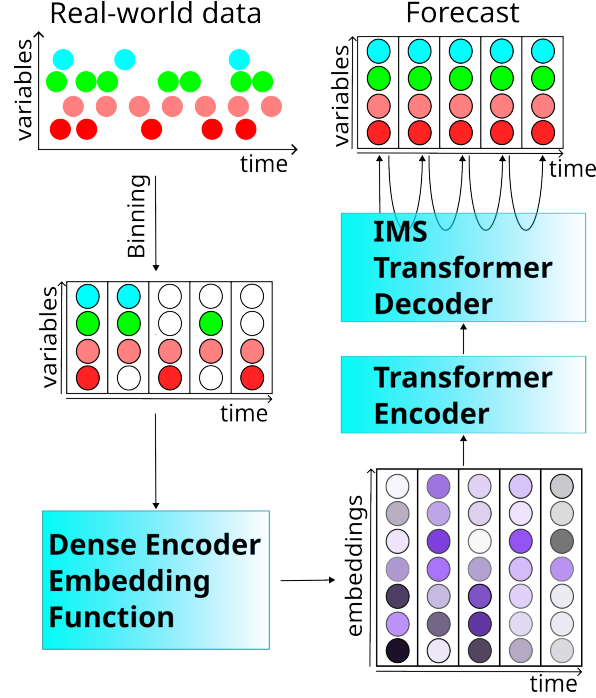 Real-world data
variables
time
Binning
variables
time
Dense Encoder
Embedding
Function
embeddings
time
Transformer
Encoder
IMS
Transformer
Decoder
Forecast
variables
time